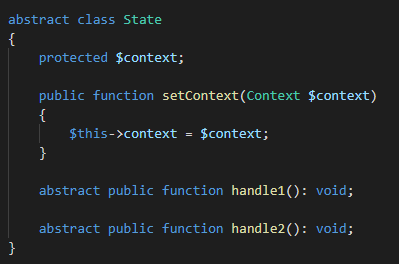 abstract class State
{
    protected $context;

    public function setContext(Context $context)
    {
        $this->context = $context;
    }

    abstract public function handle1(): void;

    abstract public function handle2(): void;
}